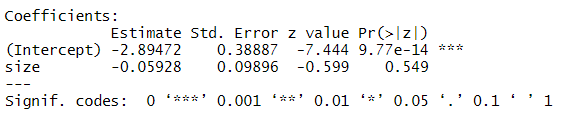 Coefficients:
            Estimate Std. Error z value Pr(>|z|)
(Intercept) -2.89472    0.38887  -7.444 9.77e-14 ***
size        -0.05928    0.09896  -0.599    0.549
---
Signif. codes:  0 ‘***’ 0.001 ‘**’ 0.01 ‘*’ 0.05 ‘.’ 0.1 ‘ ’ 1